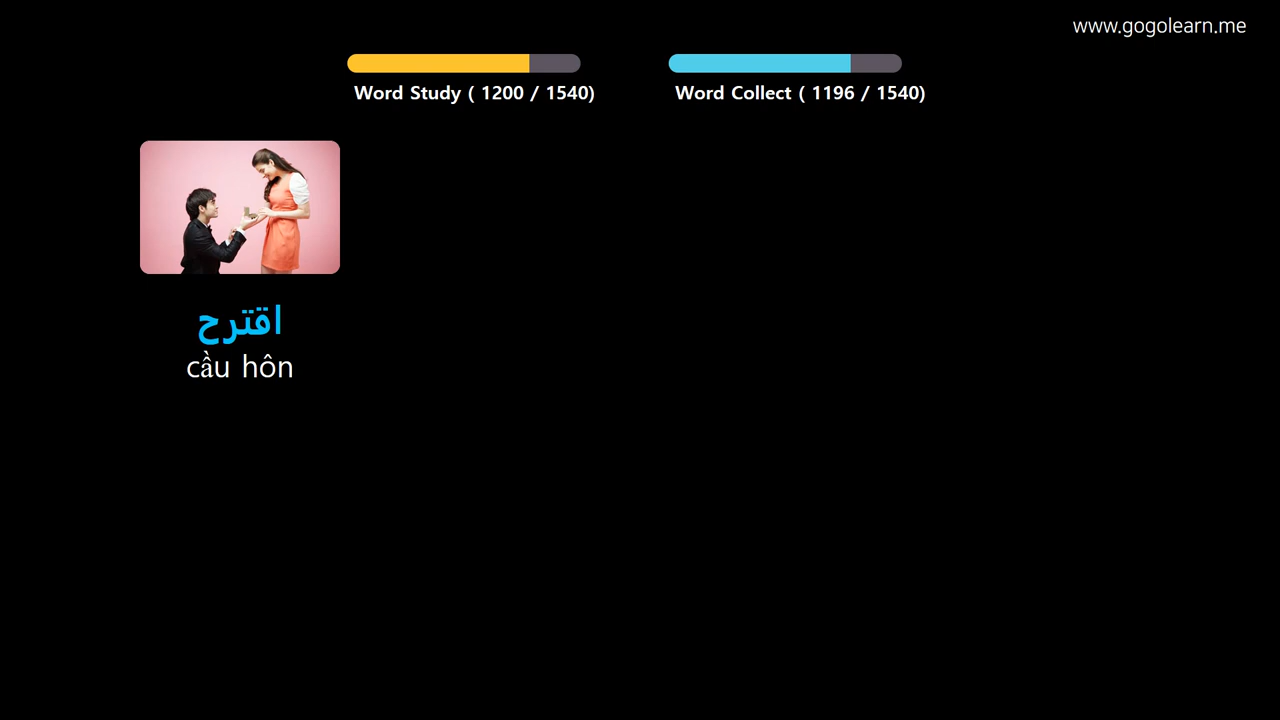 www.gogolearn.me
Word Study ( 1200 / 1540)
Word Collect ( 1196 / 1540)
اقترح
cầu hôn